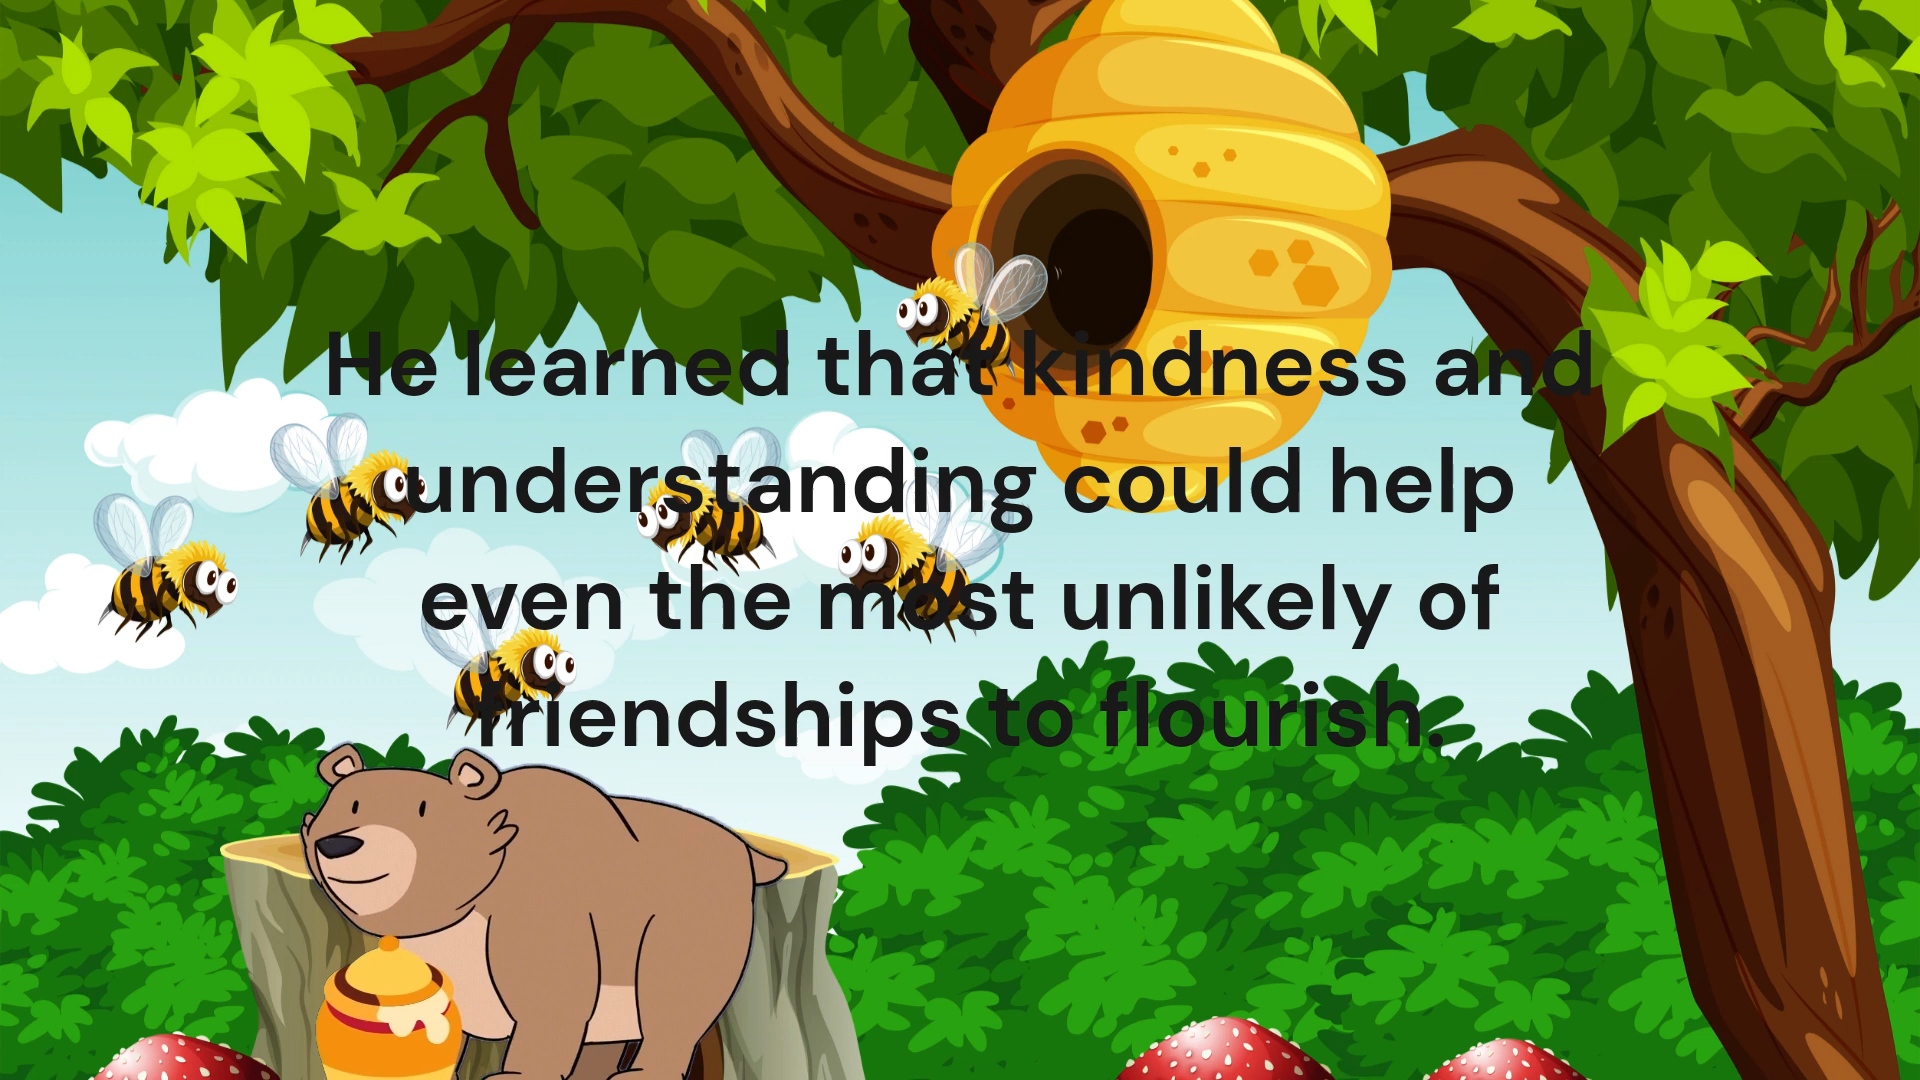 He learned that kindness and
understanding could help
even the most unlikely of
friendships to flourish.